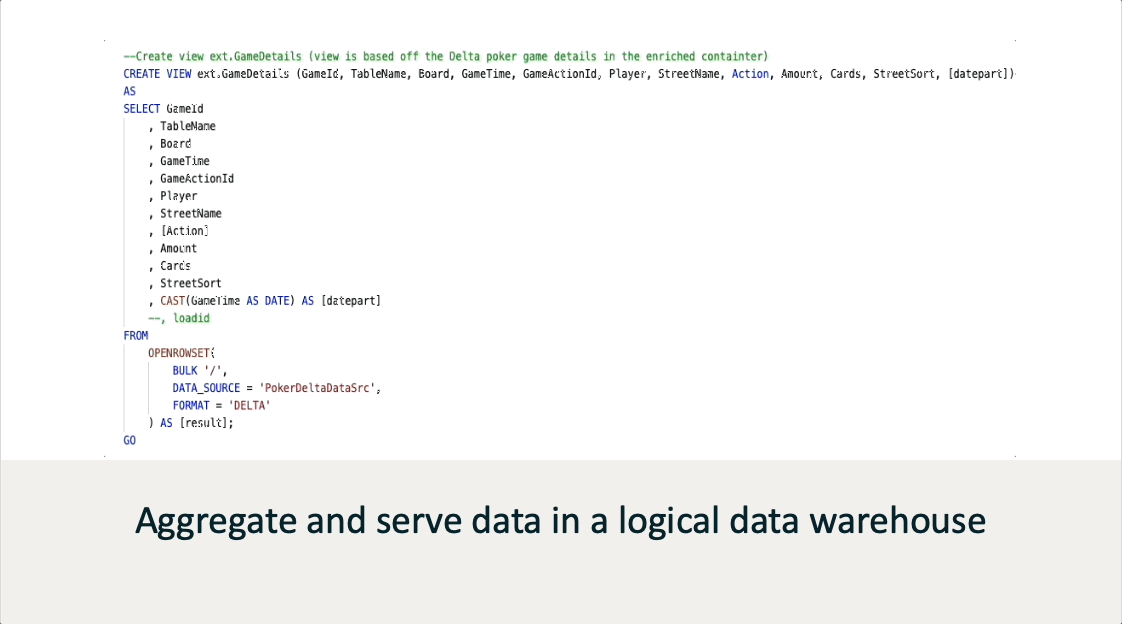 --Create view ext.GameDetails (view is based off the Delta poker game details in the enriched containter)
CREATE VIEW ext.GameDetails (GameId, TableName, Board, GameTime, GameActionId, Player, StreetName, Action, Amount, Cards, StreetSort, [datepart])
AS
SELECT GameId
, TableName
, Board
, GameTime
, GameActionId
, Player
, StreetName
, [Action]
, Amount
, Cards
, StreetSort
, CAST(GameTime AS DATE) AS [datepart]
--, loadid
FROM
OPENROWSET(
BULK '/',
DATA_SOURCE = 'PokerDeltaDataSrc',
FORMAT = 'DELTA'
) AS [result];
GO
Aggregate and serve data in a logical data warehouse